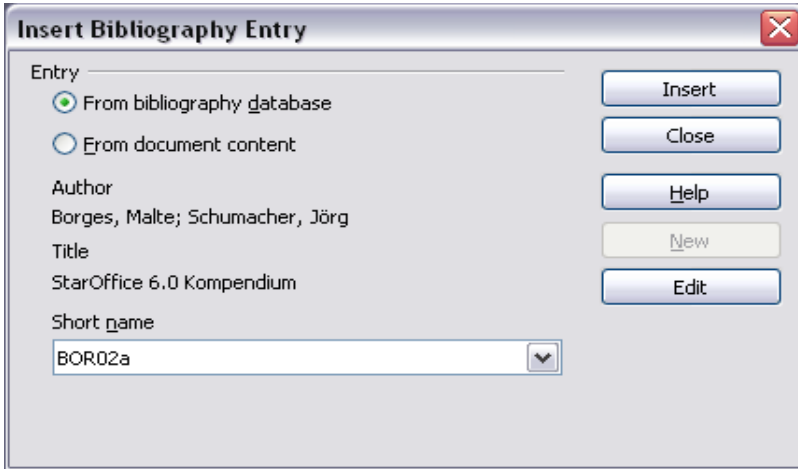 Insert Bibliography Entry
Entry
From bibliography database
From document content
Author
Borges, Malte; Schumacher, Jörg
Title
StarOffice 6.0 Kompendium
Short name
BOR02a
Insert
Close
Help
New
Edit